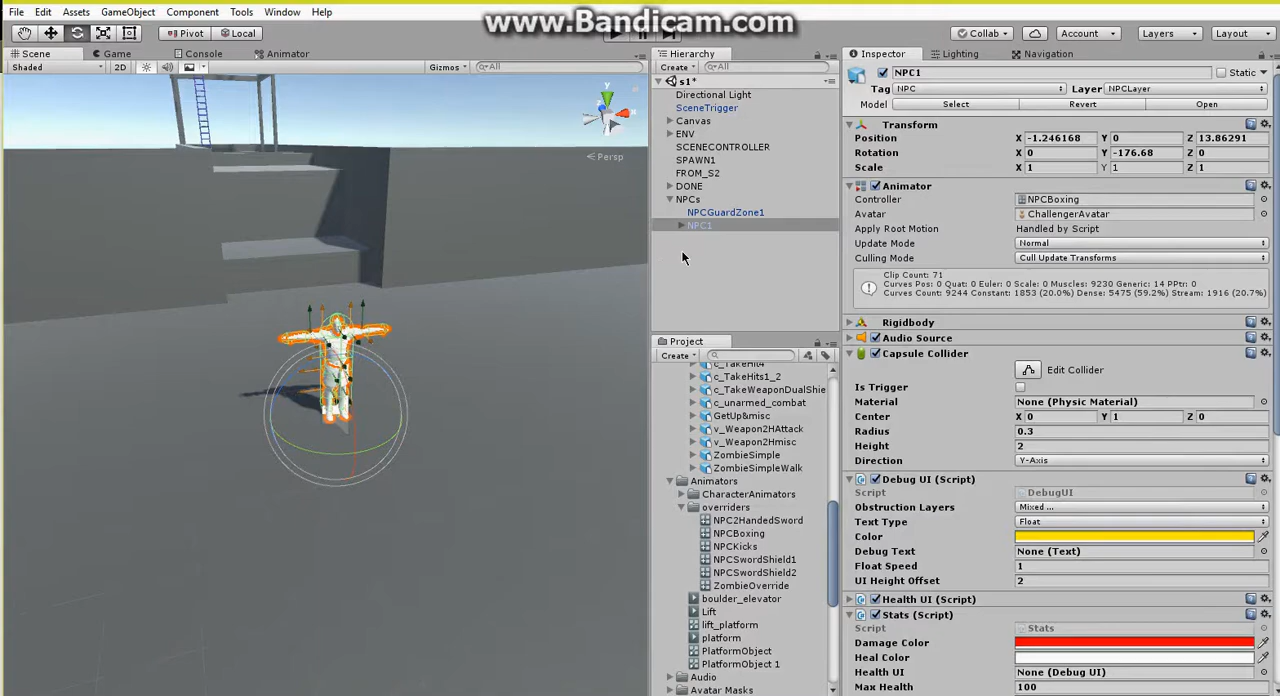 www.Bandicam.com
File Edit Assets GameObject Component Tools Window Help
Pivot Local Collab Account Layers Layout
Scene Game Console Animator
Shaded 2D Gizmos All
y
x
Persp
Hierarchy
Create All
s1*
Directional Light
SceneTrigger
Canvas
ENV
SCENECONTROLLER
SPAWN1
FROM_S2
DONE
NPCs
NPCGuardZone1
NPC1
Project
Create
c_TakeHit4
c_TakeHits1_2
c_TakeWeaponDualShie
c_unarmed_combat
GetUp&misc
v_Weapon2HAttack
v_Weapon2Hmisc
ZombieSimple
ZombieSimpleWalk
Animators
CharacterAnimators
overriders
NPC2HandedSword
NPCBoxing
NPCKicks
NPCSwordShield1
NPCSwordShield2
ZombieOverride
boulder_elevator
Lift
lift_platform
platform
PlatformObject
PlatformObject 1
Audio
Avatar Masks
Inspector Lighting Navigation
NPC1 Static
Tag NPC Layer NPCLayer
Model Select Revert Open
Transform
Position X -1.246168 Y 0 Z 13.86291
Rotation X 0 Y -176.68 Z 0
Scale X 1 Y 1 Z 1
Animator
Controller NPCBoxing
Avatar ChallengerAvatar
Apply Root Motion Handled by Script
Update Mode Normal
Culling Mode Cull Update Transforms
Clip Count: 71
Curves Pos: 0 Quat: 0 Euler: 0 Scale: 0 Muscles: 9230 Generic: 14 PPtr: 0
Curves Count: 9244 Constant: 1853 (20.0%) Dense: 5475 (59.2%) Stream: 1916 (20.7%)
Rigidbody
Audio Source
Capsule Collider
Edit Collider
Is Trigger
Material None (Physic Material)
Center X 0 Y 1 Z 0
Radius 0.3
Height 2
Direction Y-Axis
Debug UI (Script)
Script DebugUI
Obstruction Layers Mixed ...
Text Type Float
Color
Debug Text None (Text)
Float Speed 1
UI Height Offset 2
Health UI (Script)
Stats (Script)
Script Stats
Damage Color
Heal Color
Health UI None (Debug UI)
Max Health 100